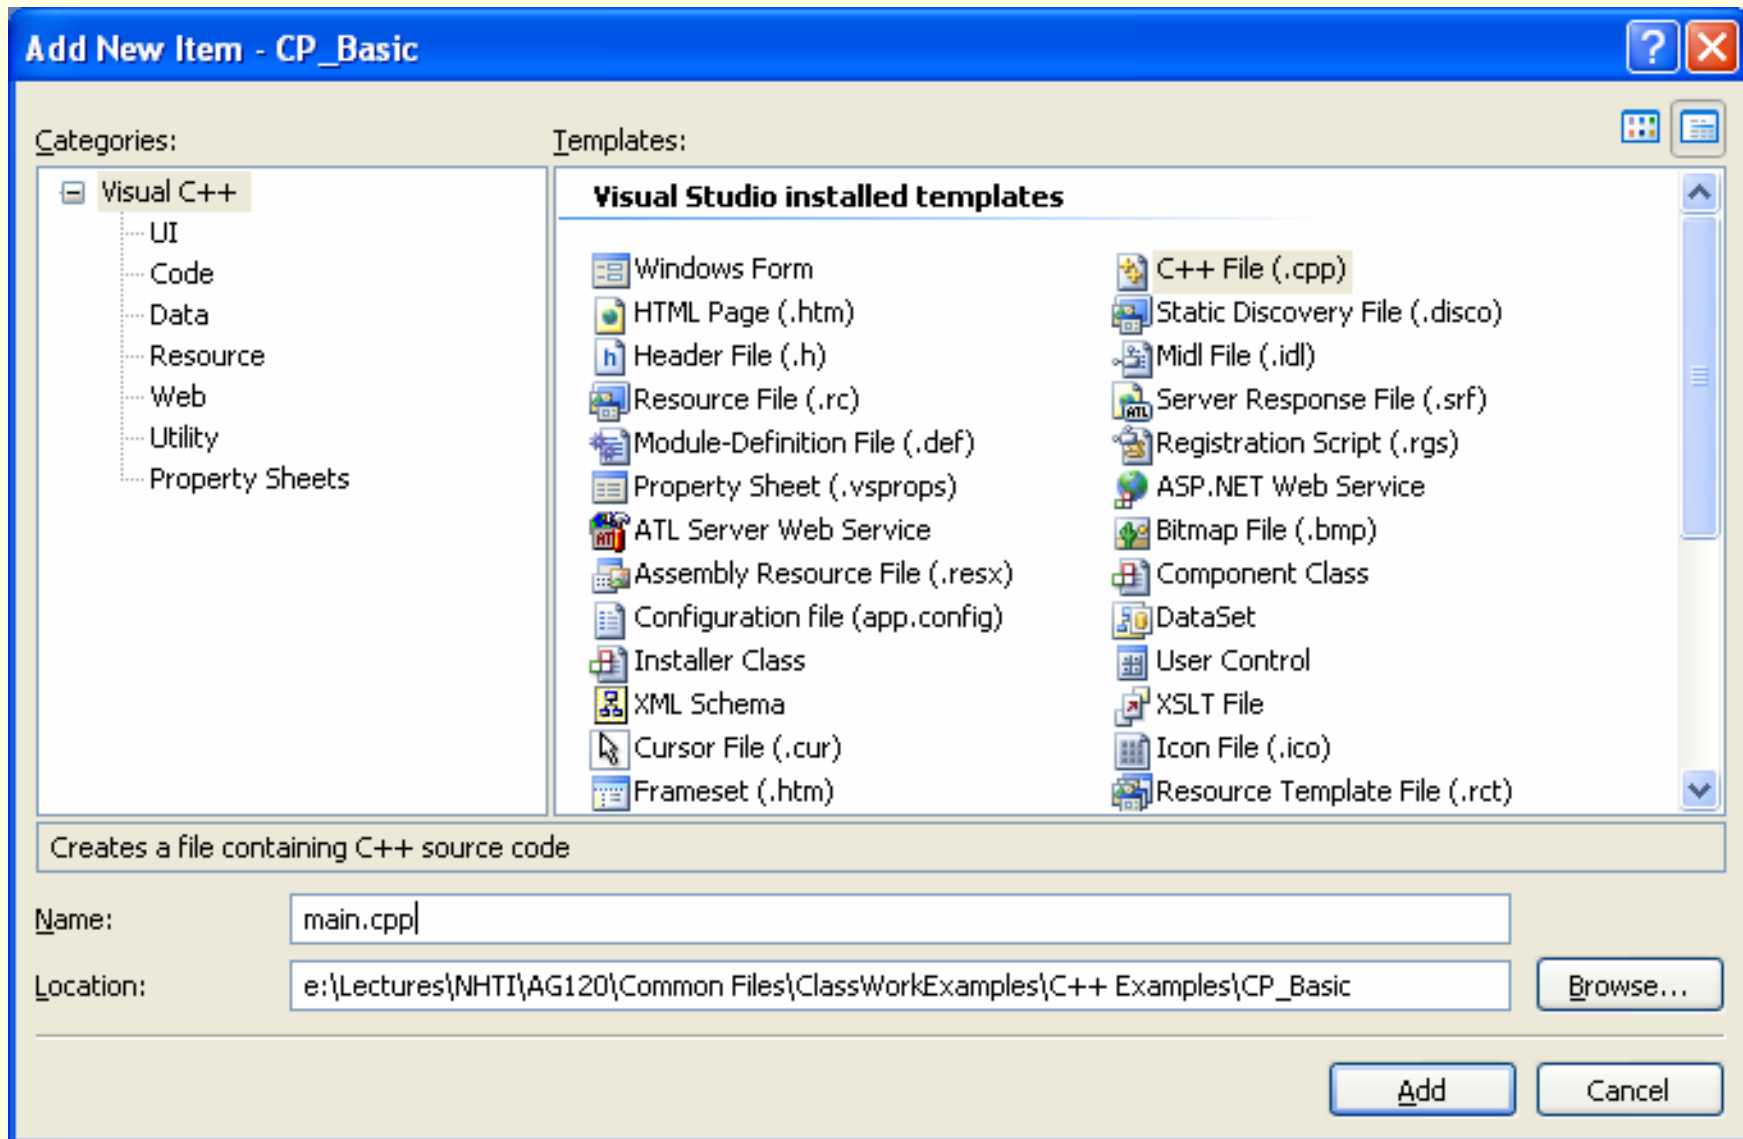 Add New Item - CP_Basic
Categories:
Templates:
Visual C++
UI
Code
Data
Resource
Web
Utility
Property Sheets
Visual Studio installed templates
Windows Form
C++ File (.cpp)
HTML Page (.htm)
Static Discovery File (.disco)
Header File (.h)
Midl File (.idl)
Resource File (.rc)
Server Response File (.srf)
Module-Definition File (.def)
Registration Script (.rgs)
Property Sheet (.vsprops)
ASP.NET Web Service
ATL Server Web Service
Bitmap File (.bmp)
Assembly Resource File (.resx)
Component Class
Configuration file (app.config)
DataSet
Installer Class
User Control
XML Schema
XSLT File
Cursor File (.cur)
Icon File (.ico)
Frameset (.htm)
Resource Template File (.rct)
Creates a file containing C++ source code
Name:
main.cpp
Location:
e:\Lectures\NHTI\AG120\Common Files\ClassWorkExamples\C++ Examples\CP_Basic
Browse...
Add
Cancel